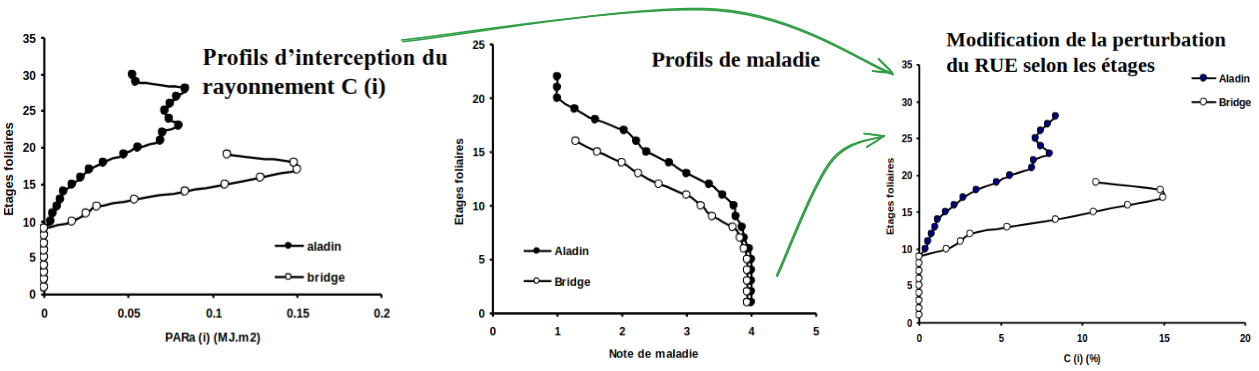 Profils d’interception du
rayonnement C (i)
35
30
25
20
15
10
5
0
Etages foliaires
0 0.05 0.1 0.15 0.2
PARa (i) (MJ.m2)
aladin
bridge
Profils de maladie
25
20
15
10
5
0
Etages foliaires
0 1 2 3 4 5
Note de maladie
Aladin
Bridge
Modification de la perturbation
du RUE selon les étages
35
30
25
20
15
10
5
0
Etages foliaires
0 5 10 15 20
C (i) (%)
Aladin
Bridge